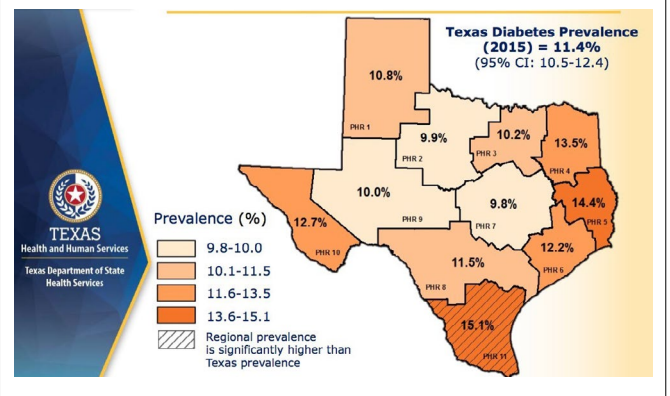 Texas Diabetes Prevalence
(2015) = 11.4%
(95% CI: 10.5-12.4)
10.8%
PHR 1
9.9%
PHR 2
10.2%
PHR 3
13.5%
PHR 4
10.0%
PHR 9
9.8%
PHR 7
14.4%
PHR 5
12.7%
PHR 10
12.2%
PHR 6
11.5%
PHR 8
15.1%
PHR 11
TEXAS
Health and Human Services
Texas Department of State
Health Services
Prevalence (%)
9.8-10.0
10.1-11.5
11.6-13.5
13.6-15.1
Regional prevalence
is significantly higher than
Texas prevalence